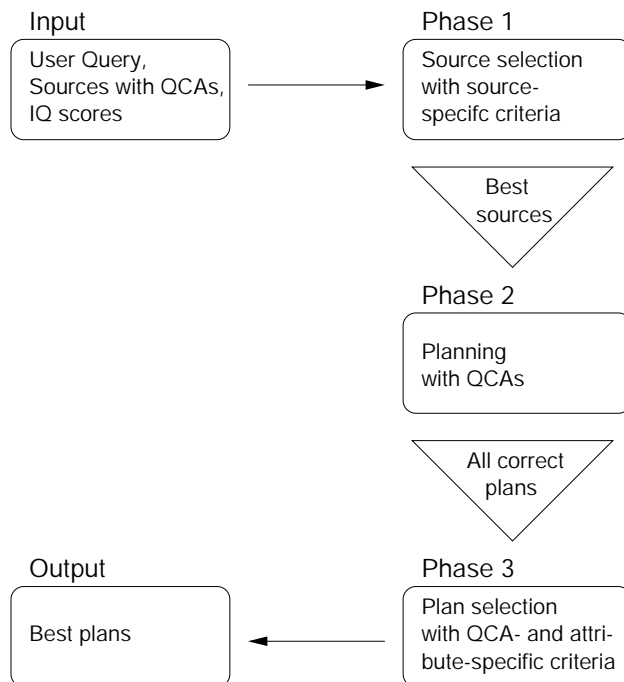 Input
User Query,
Sources with QCAs,
IQ scores
Phase 1
Source selection
with source-
specifc criteria
Best
sources
Phase 2
Planning
with QCAs
All correct
plans
Phase 3
Plan selection
with QCA- and attri-
bute-specific criteria
Output
Best plans